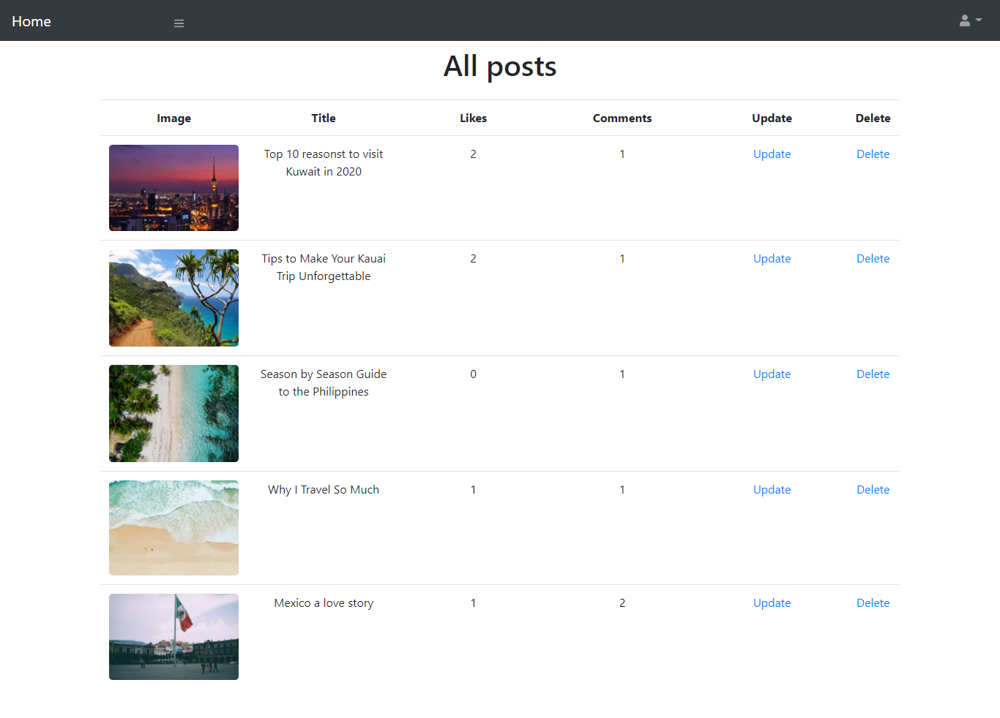 Home
All posts
Image Title Likes Comments Update Delete
Top 10 reasonst to visit 2 1 Update Delete
Kuwait in 2020
Tips to Make Your Kauai 2 1 Update Delete
Trip Unforgettable
Season by Season Guide 0 1 Update Delete
to the Philippines
Why I Travel So Much 1 1 Update Delete
Mexico a love story 1 2 Update Delete